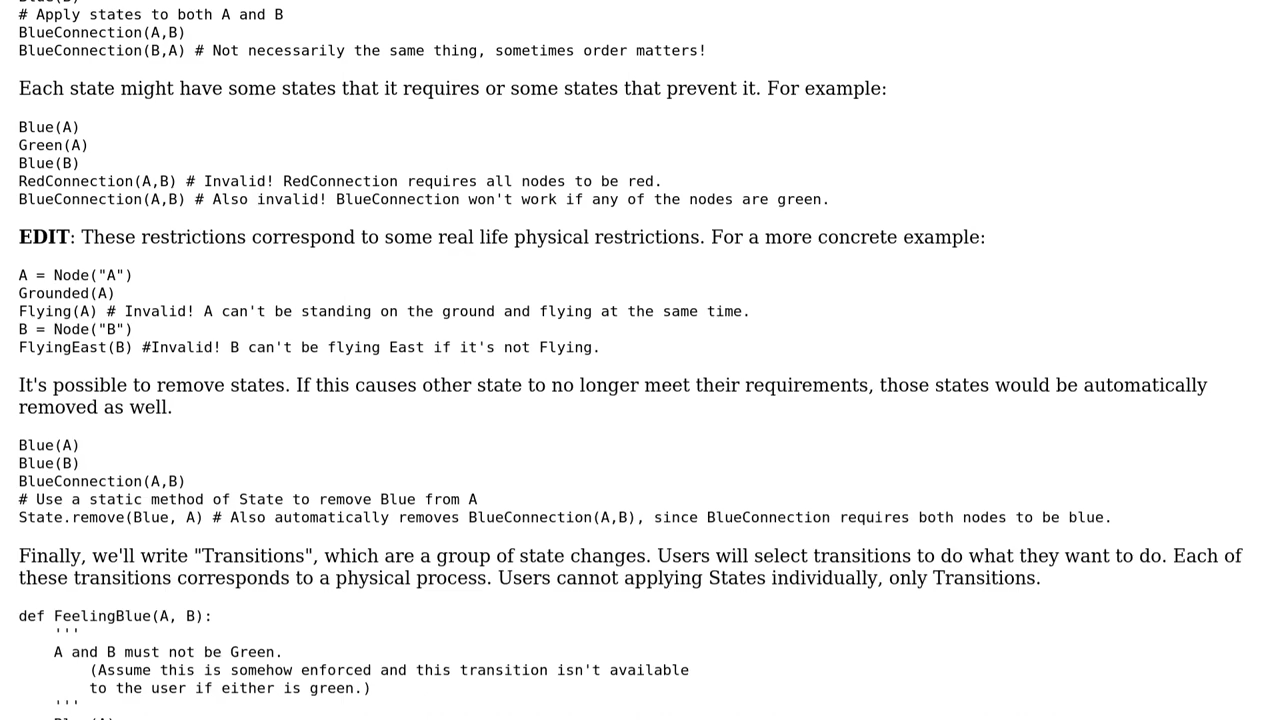 # Apply states to both A and B
BlueConnection(A,B)
BlueConnection(B,A) # Not necessarily the same thing, sometimes order matters!
Each state might have some states that it requires or some states that prevent it. For example:
Blue(A)
Green(A)
Blue(B)
RedConnection(A,B) # Invalid! RedConnection requires all nodes to be red.
BlueConnection(A,B) # Also invalid! BlueConnection won't work if any of the nodes are green.
EDIT: These restrictions correspond to some real life physical restrictions. For a more concrete example:
A = Node("A")
Grounded(A)
Flying(A) # Invalid! A can't be standing on the ground and flying at the same time.
B = Node("B")
FlyingEast(B) #Invalid! B can't be flying East if it's not Flying.
It's possible to remove states. If this causes other state to no longer meet their requirements, those states would be automatically
removed as well.
Blue(A)
Blue(B)
BlueConnection(A,B)
# Use a static method of State to remove Blue from A
State.remove(Blue, A) # Also automatically removes BlueConnection(A,B), since BlueConnection requires both nodes to be blue.
Finally, we'll write "Transitions", which are a group of state changes. Users will select transitions to do what they want to do. Each of
these transitions corresponds to a physical process. Users cannot applying States individually, only Transitions.
def FeelingBlue(A, B):
    '''
    A and B must not be Green.
        (Assume this is somehow enforced and this transition isn't available
        to the user if either is green.)
    '''